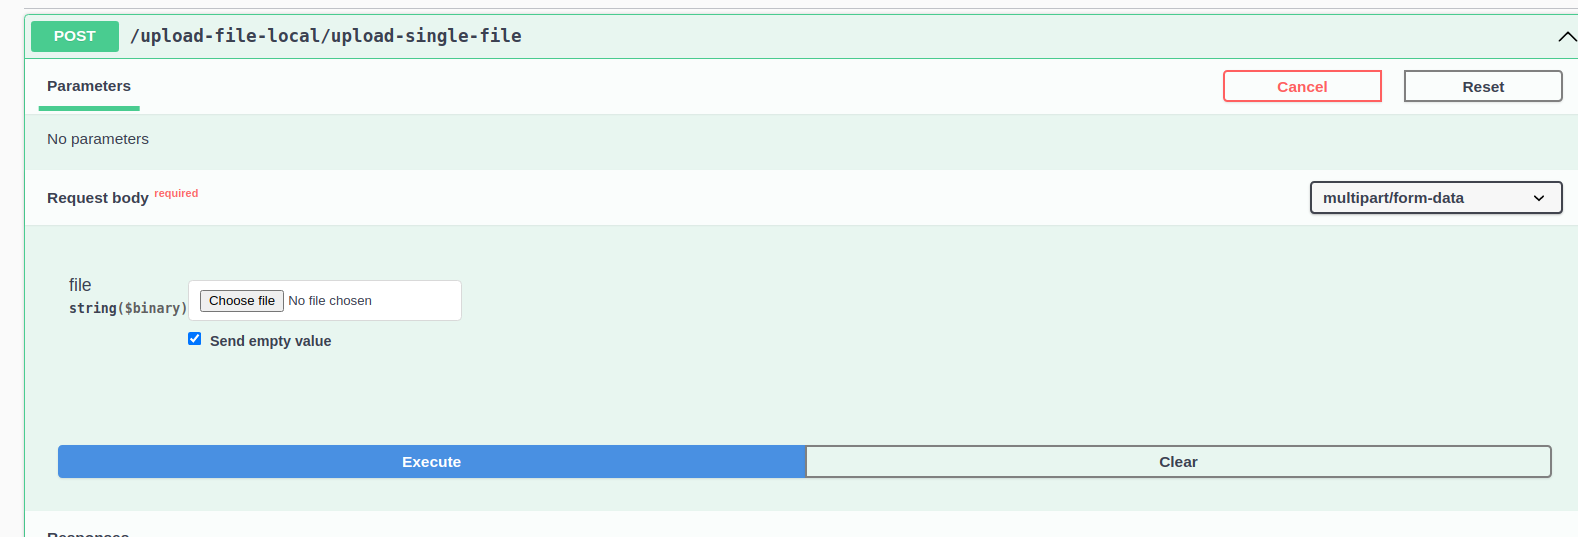 POST /upload-file-local/upload-single-file
Parameters
Cancel
Reset
No parameters
Request body required
multipart/form-data
file
string($binary)
Choose file No file chosen
Send empty value
Execute
Clear
Responses